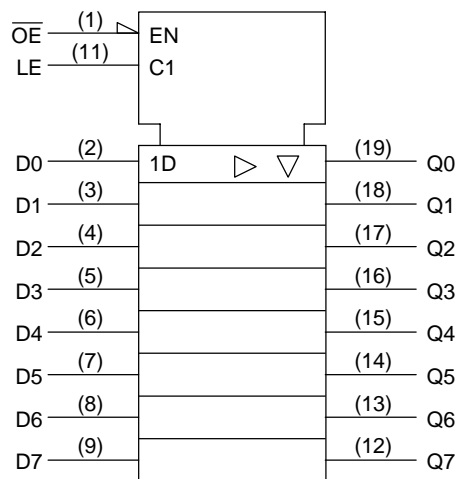 OE (1) EN
LE (11) C1
D0 (2) 1D (19) Q0
D1 (3) (18) Q1
D2 (4) (17) Q2
D3 (5) (16) Q3
D4 (6) (15) Q4
D5 (7) (14) Q5
D6 (8) (13) Q6
D7 (9) (12) Q7